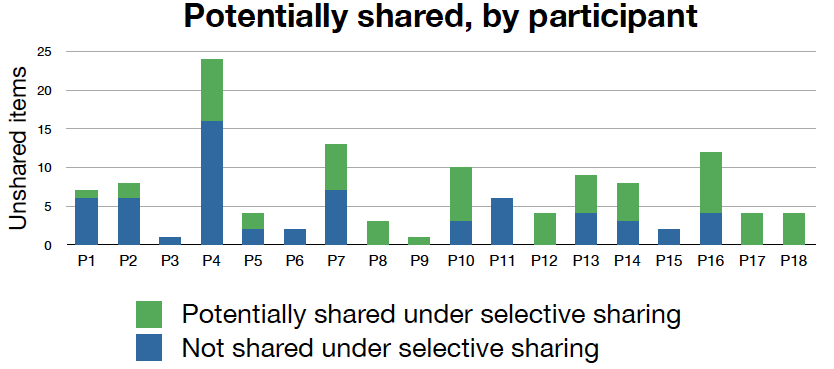 Potentially shared, by participant
Unshared items
25
20
15
10
5
0
P1 P2 P3 P4 P5 P6 P7 P8 P9 P10 P11 P12 P13 P14 P15 P16 P17 P18
Potentially shared under selective sharing
Not shared under selective sharing